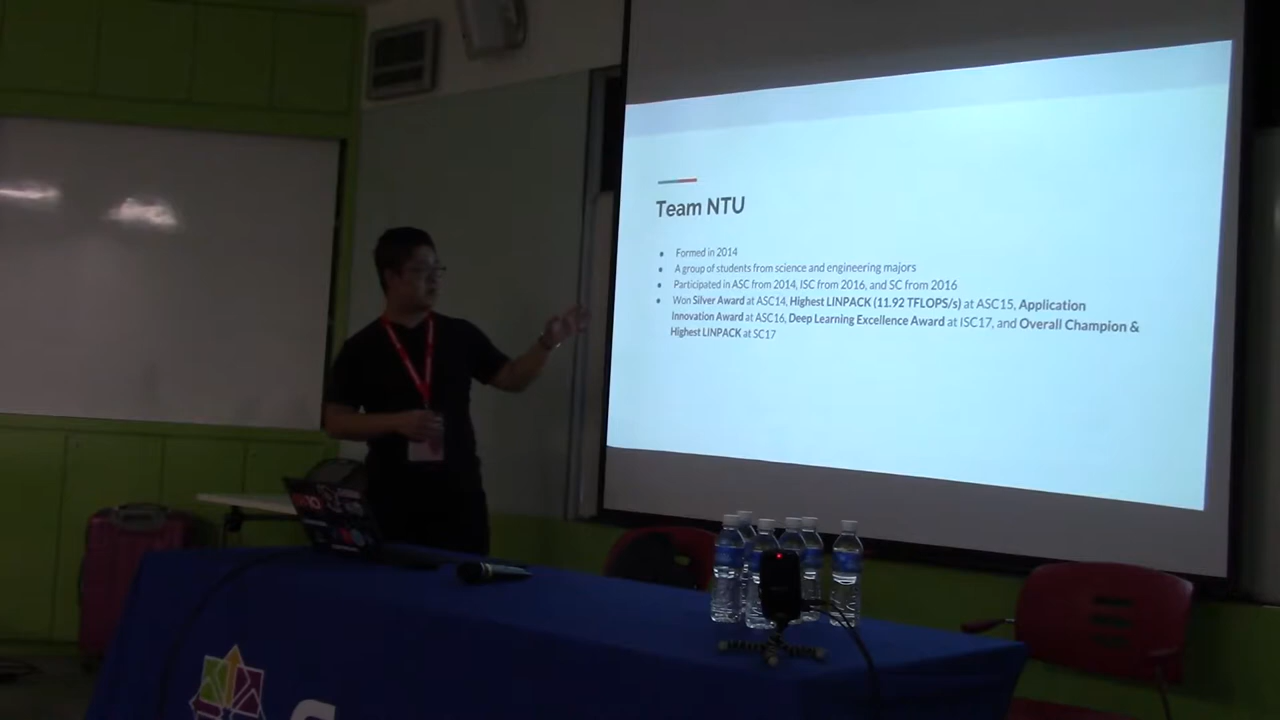 Team NTU
Formed in 2014
A group of students from science and engineering majors
Participated in ASC from 2014, ISC from 2016, and SC from 2016
Won Silver Award at ASC14, Highest LINPACK (11.92 TFLOPS/s) at ASC15, Application
Innovation Award at ASC16, Deep Learning Excellence Award at ISC17, and Overall Champion &
Highest LINPACK at SC17